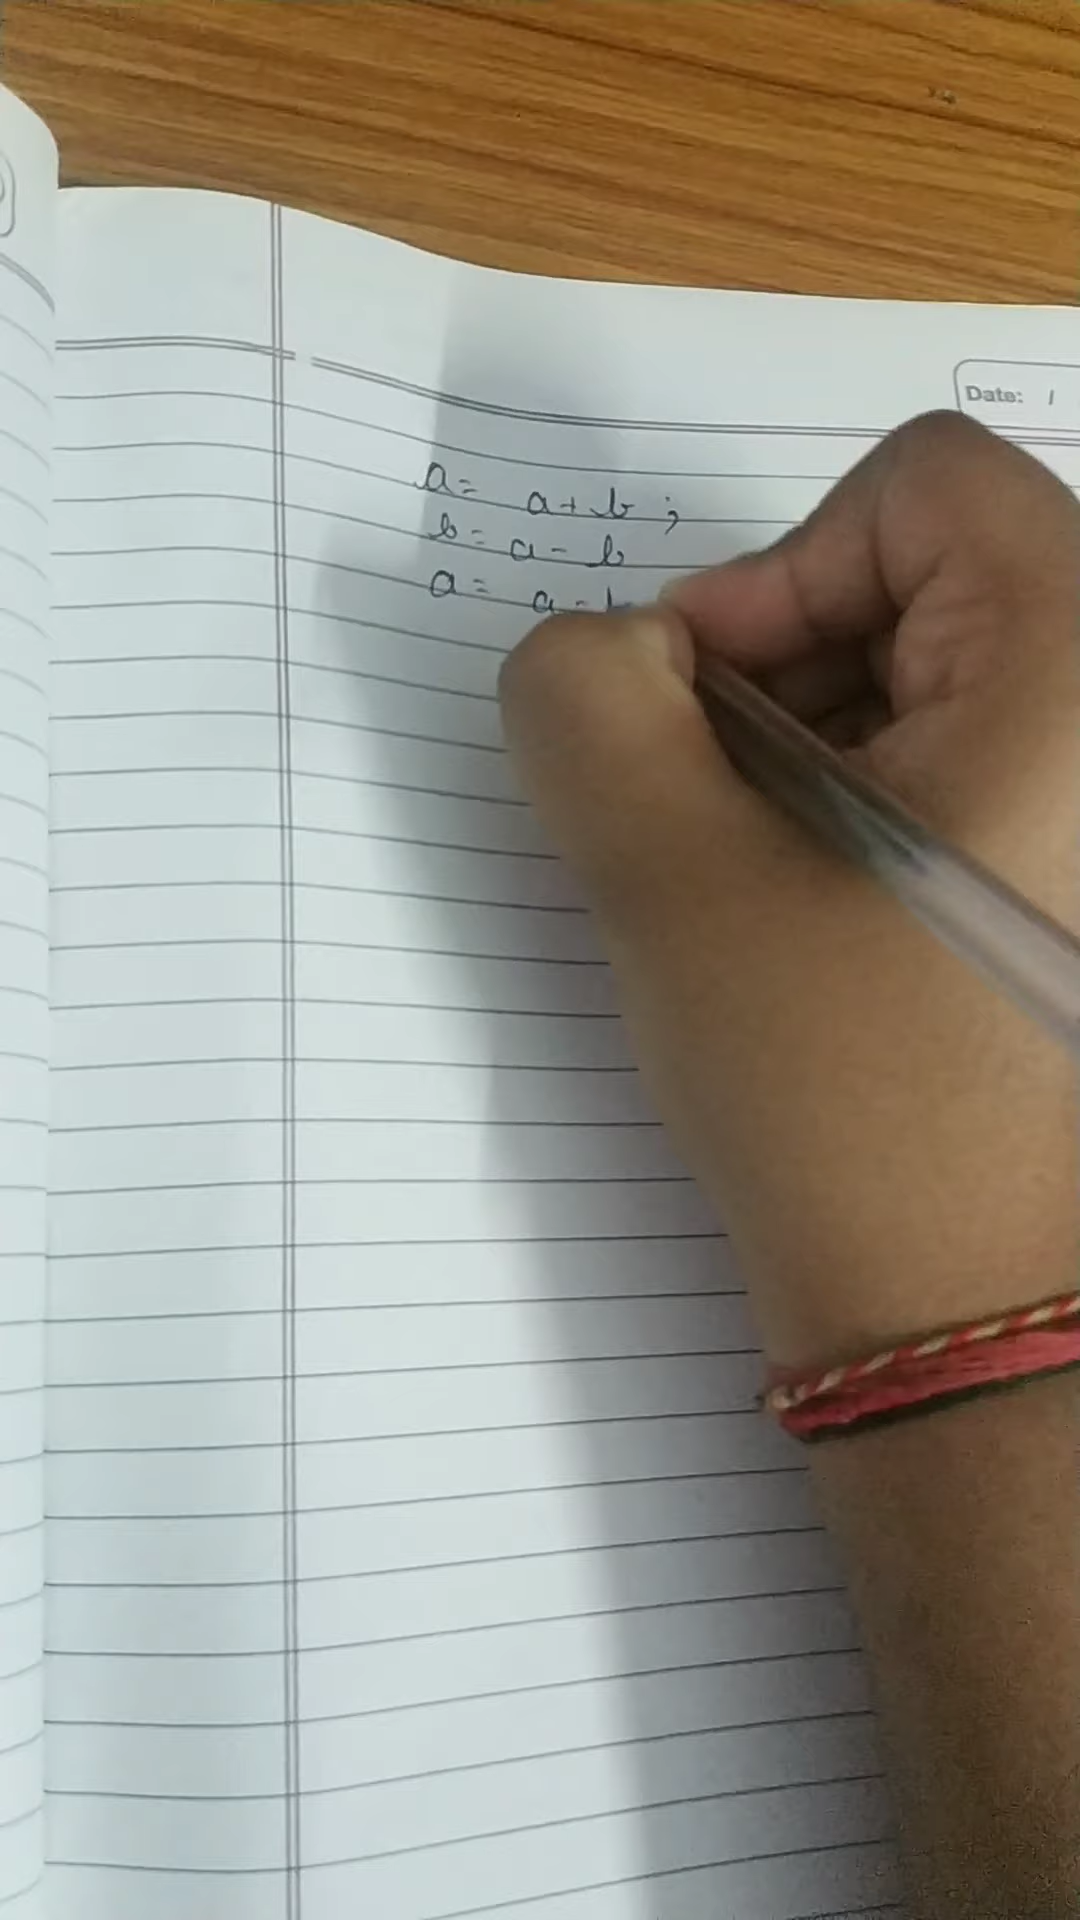 Date: /
a = a + b ;
b = a - b
a = a - b